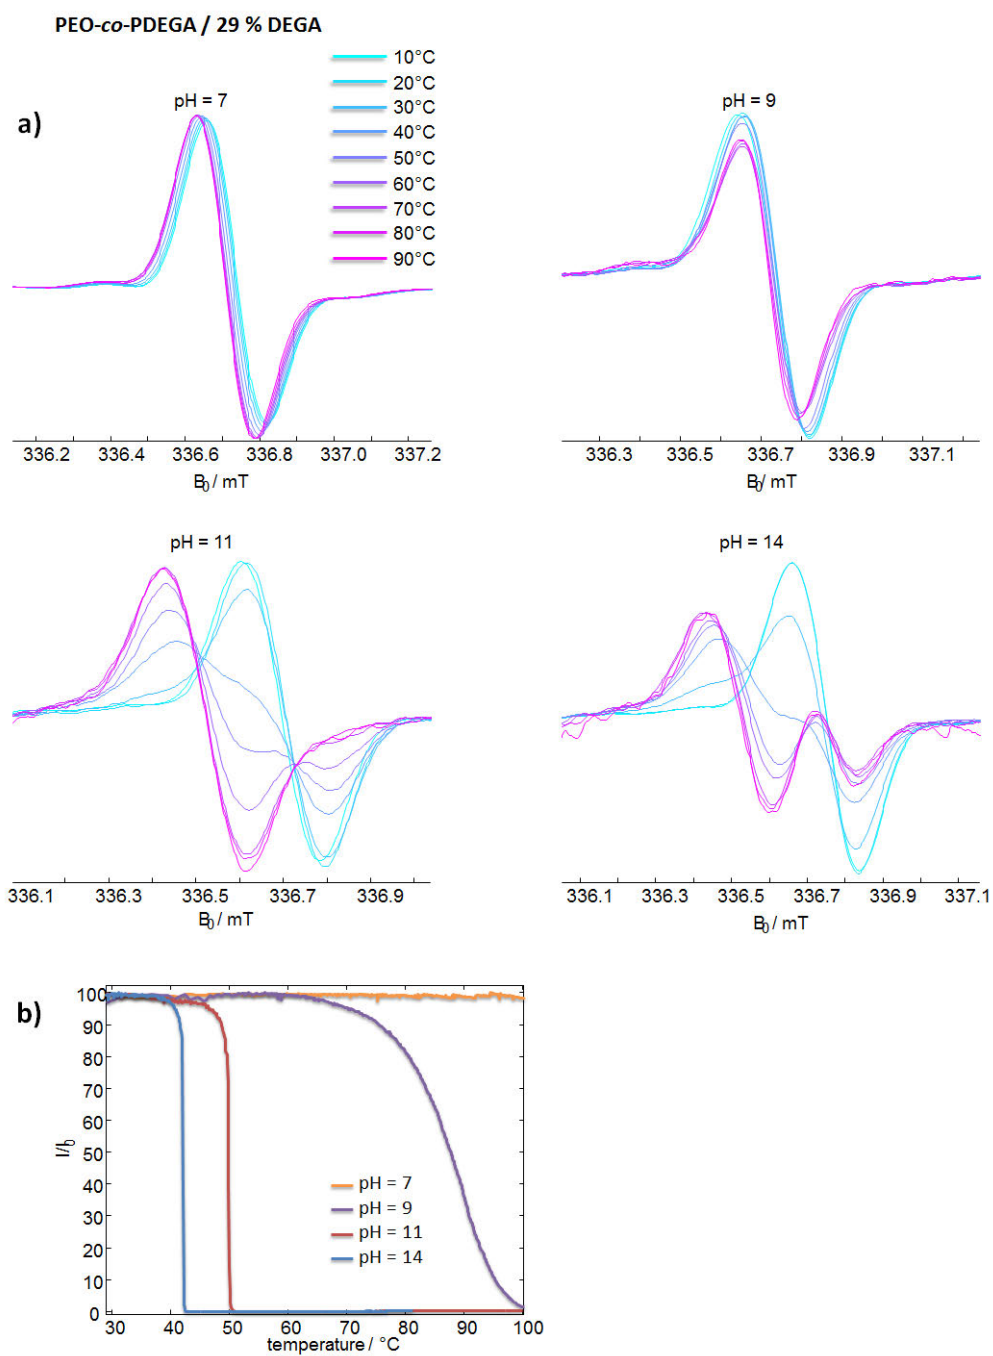 PEO-co-PDEGA / 29 % DEGA
10°C
20°C
30°C
40°C
50°C
60°C
70°C
80°C
90°C
a)
pH = 7
pH = 9
336.2 336.4 336.6 336.8 337.0 337.2
B0 / mT
336.3 336.5 336.7 336.9 337.1
B0 / mT
pH = 11
pH = 14
336.1 336.3 336.5 336.7 336.9
B0 / mT
336.1 336.3 336.5 336.7 336.9 337.1
B0 / mT
b)
100
90
80
70
60
50
40
30
20
10
0
I/I0
pH = 7
pH = 9
pH = 11
pH = 14
30 40 50 60 70 80 90 100
temperature / °C